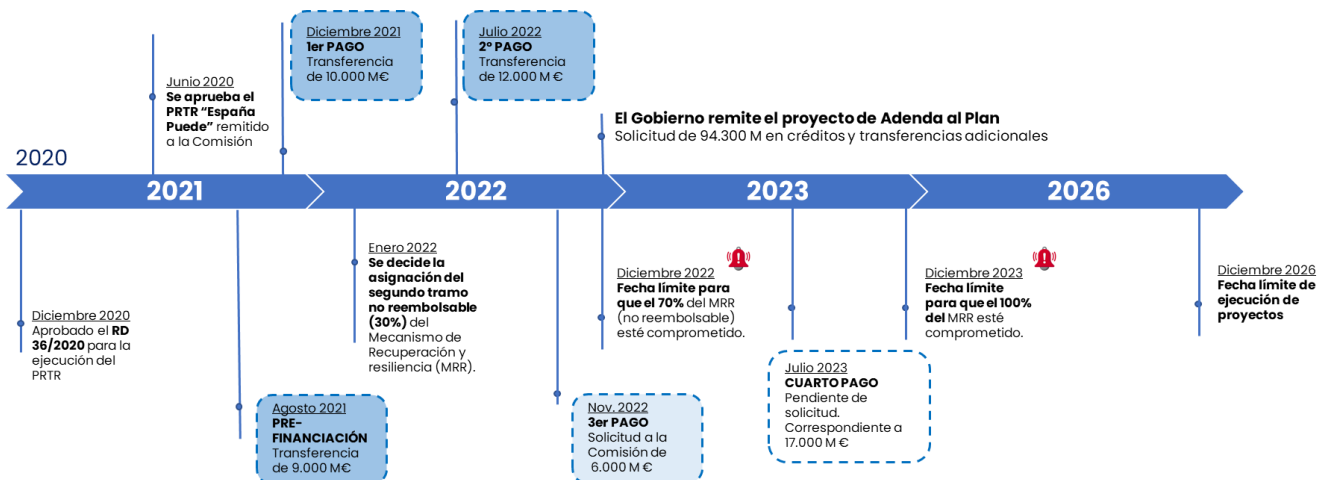 Diciembre 2021
1er PAGO
Transferencia
de 10.000 M€
Julio 2022
2º PAGO
Transferencia
de 12.000 M€
Junio 2020
Se aprueba el
PRTR “España
Puede” remitido
a la Comisión
El Gobierno remite el proyecto de Adenda al Plan
Solicitud de 94.300 M en créditos y transferencias adicionales
2020
2021
2022
2023
2026
Diciembre 2020
Aprobado el RD
36/2020 para la
ejecución del
PRTR
Agosto 2021
PRE-
FINANCIACIÓN
Transferencia
de 9.000 M€
Enero 2022
Se decide la
asignación del
segundo tramo
no reembolsable
(30%) del
Mecanismo de
Recuperación y
resiliencia (MRR).
Nov. 2022
3er PAGO
Solicitud a la
Comisión de
6.000 M €
Diciembre 2022
Fecha límite para
que el 70% del MRR
(no reembolsable)
esté comprometido.
Julio 2023
CUARTO PAGO
Pendiente de
solicitud.
Correspondiente a
17.000 M €
Diciembre 2023
Fecha límite
para que el 100%
del MRR esté
comprometido.
Diciembre 2026
Fecha límite de
ejecución de
proyectos